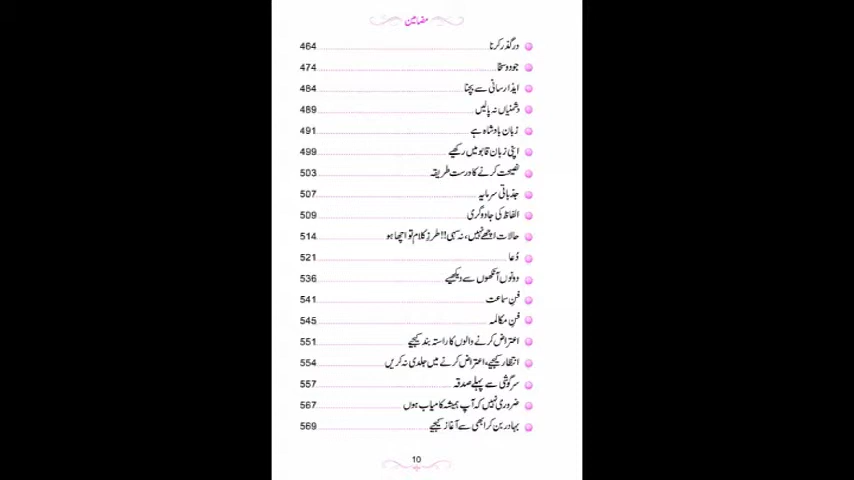 مضامین
درگذر کرنا 464
جود و سخا 474
ایذا رسانی سے بچنا 484
دشمنیاں نہ پالیں 489
زبان بادشاہ ہے 491
اپنی زبان قابو میں رکھیے 499
نصیحت کرنے کا درست طریقہ 503
جذباتی سرمایہ 507
الفاظ کی جادوگری 509
حالات اچھے نہیں، نہ سہی!! طرزِ کلام تو اچھا ہو 514
دُعا 521
دونوں آنکھوں سے دیکھیے 536
فنِ سماعت 541
فنِ مکالمہ 545
اعتراض کرنے والوں کا راستہ بند کیجیے 551
انتظار کیجیے، اعتراض کرنے میں جلدی نہ کریں 554
سرگوشی سے پہلے صدقہ 557
ضروری نہیں کہ آپ ہمیشہ کامیاب ہوں 567
بہادر بن کر ابھی سے آغاز کیجیے 569
10